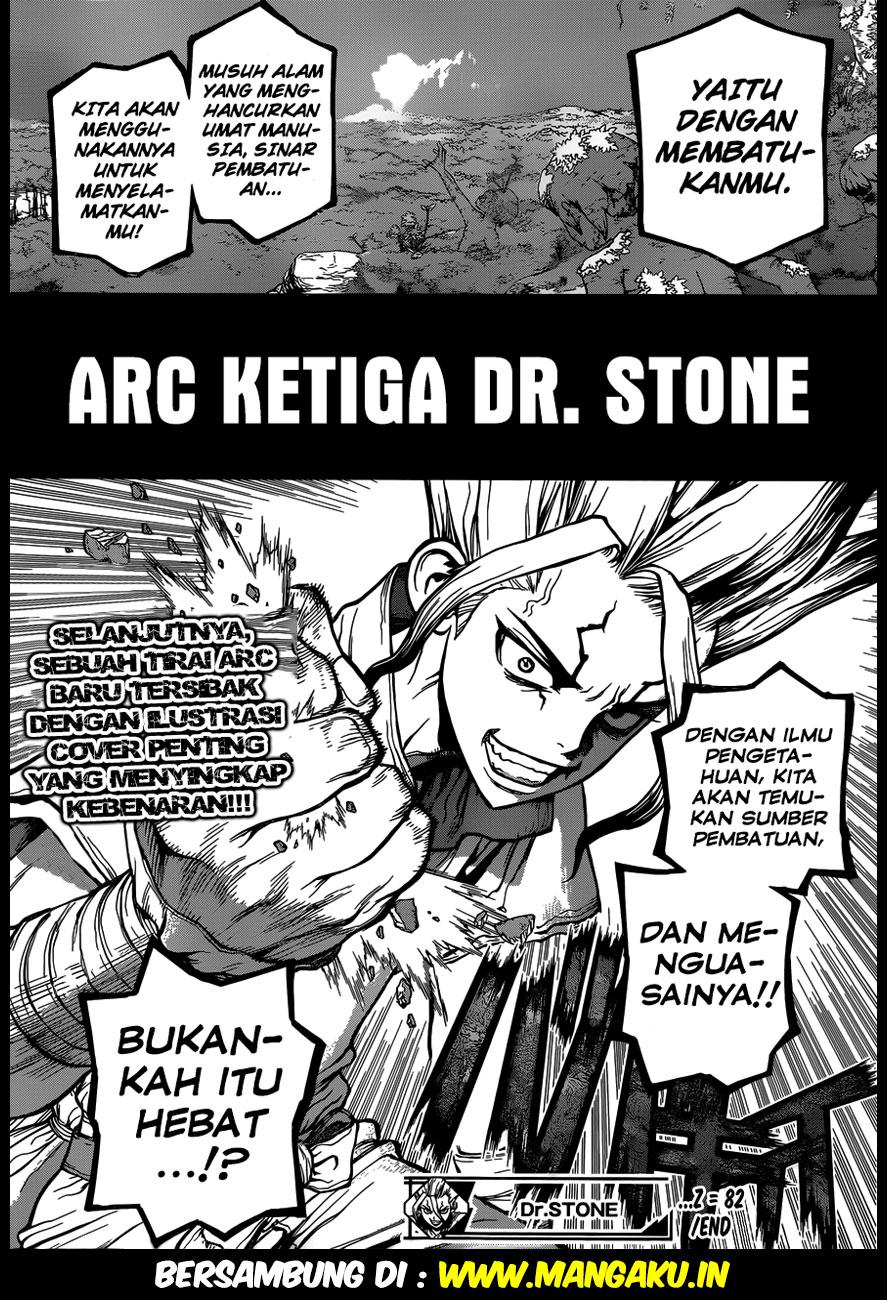 YAITU
DENGAN
MEMBATU-
KANMU.
MUSUH ALAM
YANG MENG-
HANCURKAN
UMAT MANU-
SIA, SINAR
PEMBATU-
AN...
KITA AKAN
MENGGU-
NAKANNYA
UNTUK
MENYELA-
MATKAN-
MU!
ARC KETIGA DR. STONE
SELANJUTNYA,
SEBUAH TIRAI ARC
BARU TERSIBAK
DENGAN ILUSTRASI
COVER PENTING
YANG MENYINGKAP
KEBENARAN!!!
DENGAN ILMU
PENGETA-
HUAN, KITA
AKAN TEMU-
KAN SUMBER
PEMBATUAN,
DAN ME-
NGUA-
SAINYA!!
BUKAN-
KAH ITU
HEBAT
...!?
Dr.STONE
...Z = 82
/END
BERSAMBUNG DI : WWW.MANGAKU.IN